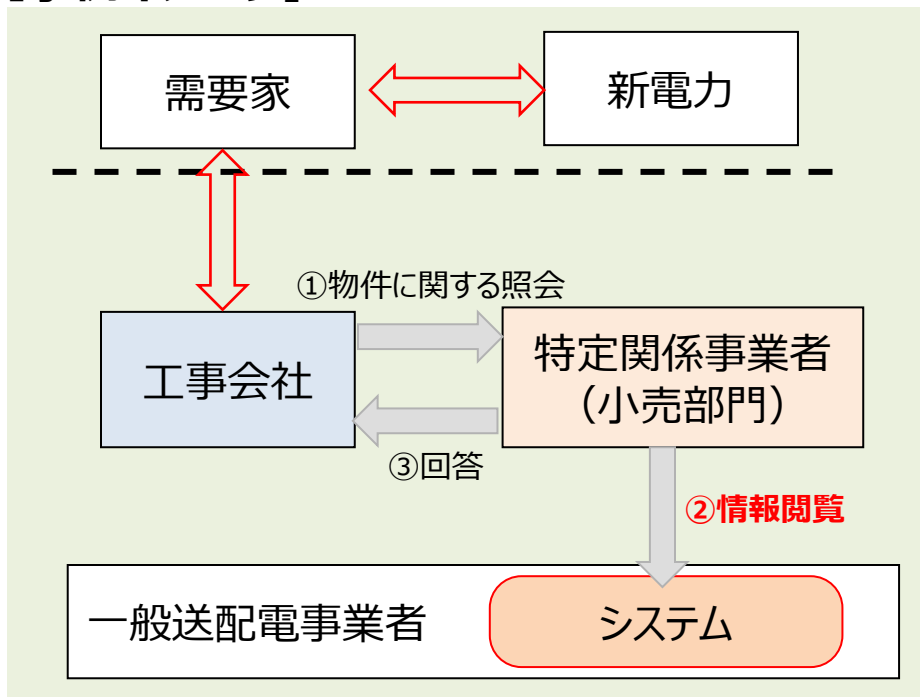 需要家
新電力
①物件に関する照会
工事会社
特定関係事業者
（小売部門）
③回答
②情報閲覧
一般送配電事業者
システム